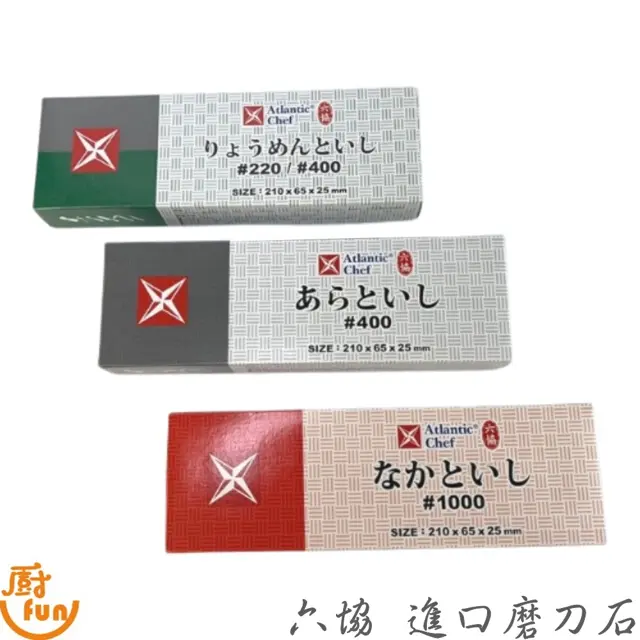 Atlantic®
Chef
六協
りょうめんといし
#220 / #400
SIZE：210 x 65 x 25 mm
Atlantic®
Chef
六協
あらといし
#400
SIZE：210 x 65 x 25 mm
Atlantic®
Chef
六協
なかといし
#1000
SIZE：210 x 65 x 25 mm
廚
fun
六協 進口磨刀石